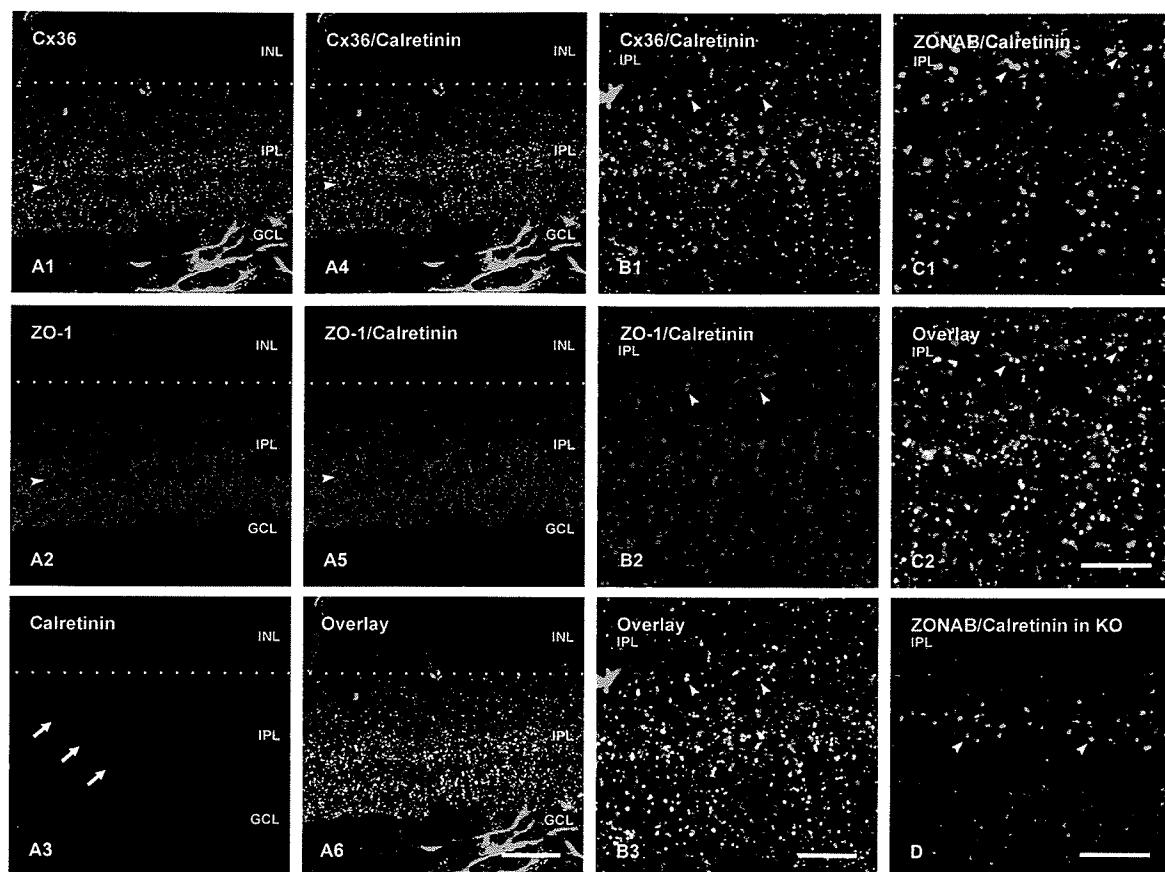 Cx36
INL
IPL
GCL
A1
Cx36/Calretinin
INL
IPL
GCL
A4
Cx36/Calretinin
IPL
B1
ZONAB/Calretinin
IPL
C1
ZO-1
INL
IPL
GCL
A2
ZO-1/Calretinin
INL
IPL
GCL
A5
ZO-1/Calretinin
IPL
B2
Overlay
IPL
C2
Calretinin
INL
IPL
GCL
A3
Overlay
INL
IPL
GCL
A6
Overlay
IPL
B3
ZONAB/Calretinin in KO
IPL
D